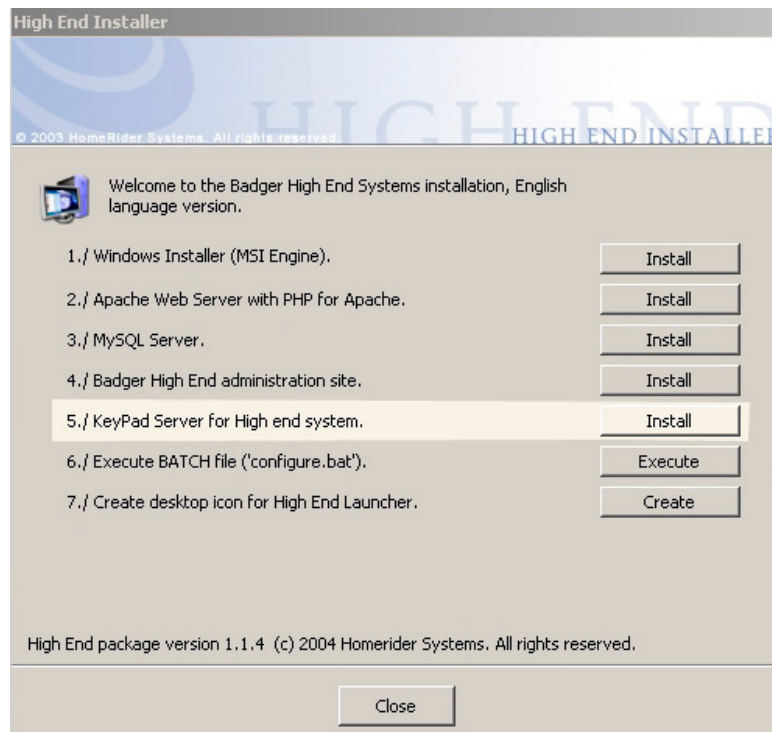 High End Installer
HIGH END
© 2003 HomeRider Systems. All rights reserved
HIGH END INSTALLER
Welcome to the Badger High End Systems installation, English
language version.
1./ Windows Installer (MSI Engine). Install
2./ Apache Web Server with PHP for Apache. Install
3./ MySQL Server. Install
4./ Badger High End administration site. Install
5./ KeyPad Server for High end system. Install
6./ Execute BATCH file ('configure.bat'). Execute
7./ Create desktop icon for High End Launcher. Create
High End package version 1.1.4 (c) 2004 Homerider Systems. All rights reserved.
Close